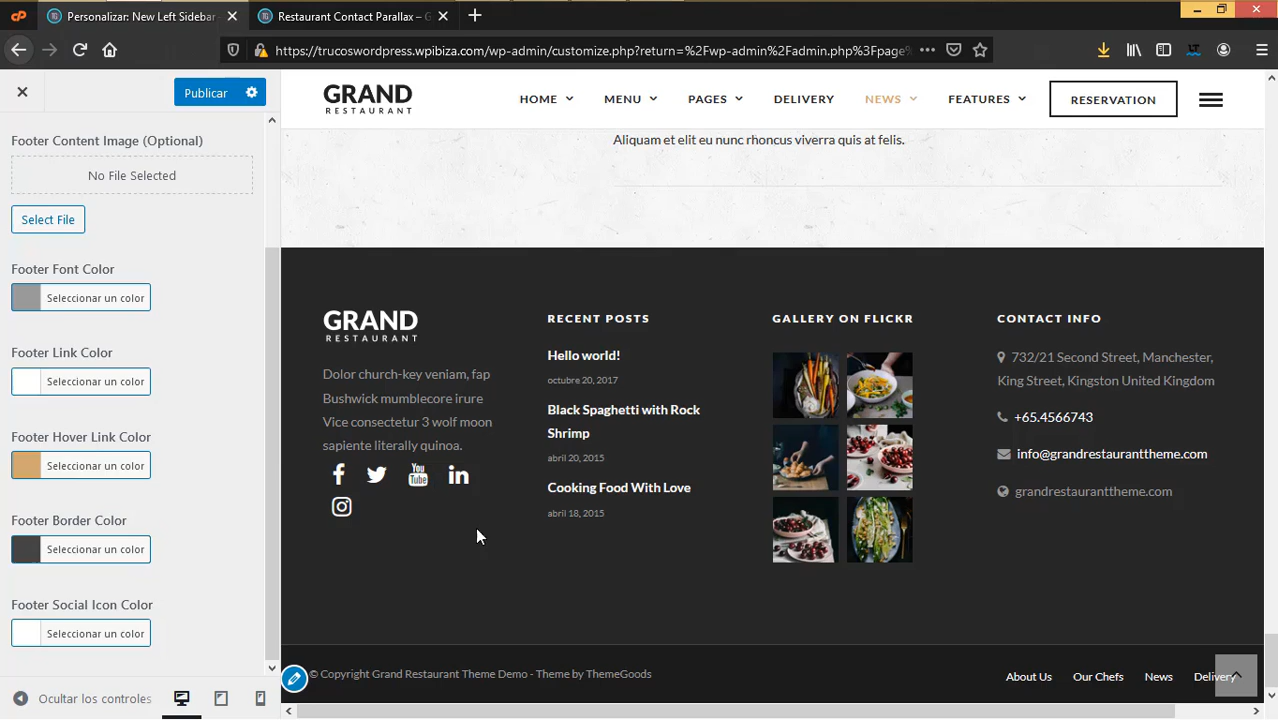 Personalizar: New Left Sidebar
Restaurant Contact Parallax – G
https://trucoswordpress.wpibiza.com/wp-admin/customize.php?return=%2Fwp-admin%2Fadmin.php%3Fpage
Publicar
GRAND
RESTAURANT
HOME
MENU
PAGES
DELIVERY
NEWS
FEATURES
RESERVATION
Footer Content Image (Optional)
No File Selected
Select File
Footer Font Color
Seleccionar un color
Footer Link Color
Seleccionar un color
Footer Hover Link Color
Seleccionar un color
Footer Border Color
Seleccionar un color
Footer Social Icon Color
Seleccionar un color
Ocultar los controles
Aliquam et elit eu nunc rhoncus viverra quis at felis.
GRAND
RESTAURANT
Dolor church-key veniam, fap
Bushwick mumblecore irure
Vice consectetur 3 wolf moon
sapiente literally quinoa.
You
Tube
in
RECENT POSTS
Hello world!
octubre 20, 2017
Black Spaghetti with Rock
Shrimp
abril 20, 2015
Cooking Food With Love
abril 18, 2015
GALLERY ON FLICKR
CONTACT INFO
732/21 Second Street, Manchester,
King Street, Kingston United Kingdom
+65.4566743
info@grandrestauranttheme.com
grandrestauranttheme.com
© Copyright Grand Restaurant Theme Demo - Theme by ThemeGoods
About Us
Our Chefs
News
Delivery